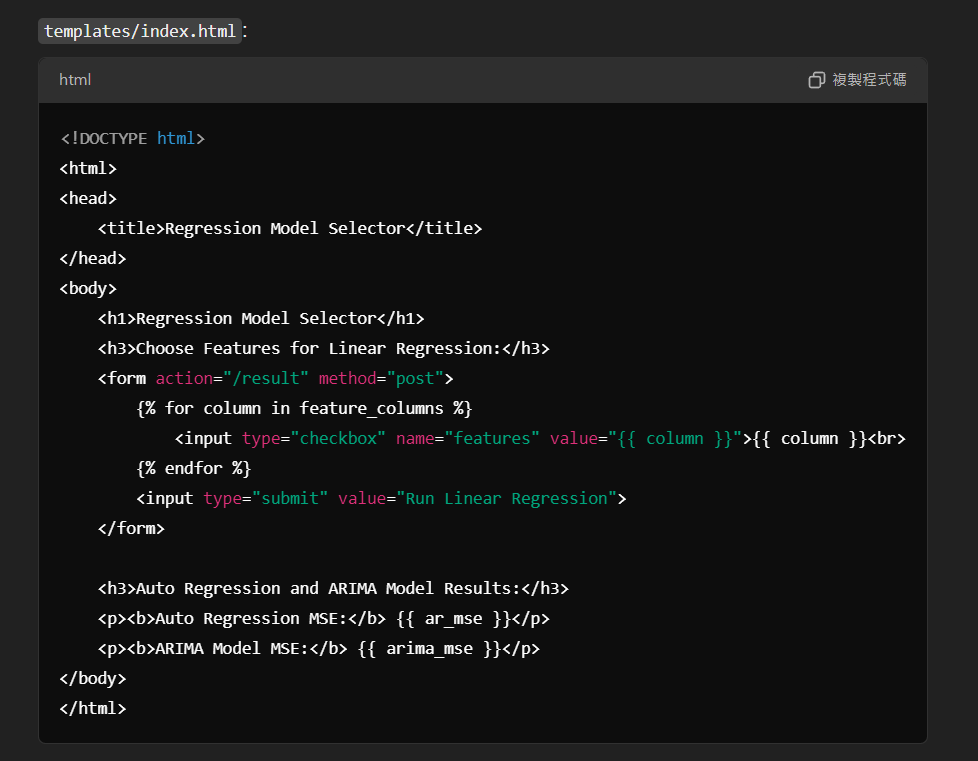 templates/index.html:
html
複製程式碼
<!DOCTYPE html>
<html>
<head>
    <title>Regression Model Selector</title>
</head>
<body>
    <h1>Regression Model Selector</h1>
    <h3>Choose Features for Linear Regression:</h3>
    <form action="/result" method="post">
        {% for column in feature_columns %}
            <input type="checkbox" name="features" value="{{ column }}">{{ column }}<br>
        {% endfor %}
        <input type="submit" value="Run Linear Regression">
    </form>

    <h3>Auto Regression and ARIMA Model Results:</h3>
    <p><b>Auto Regression MSE:</b> {{ ar_mse }}</p>
    <p><b>ARIMA Model MSE:</b> {{ arima_mse }}</p>
</body>
</html>